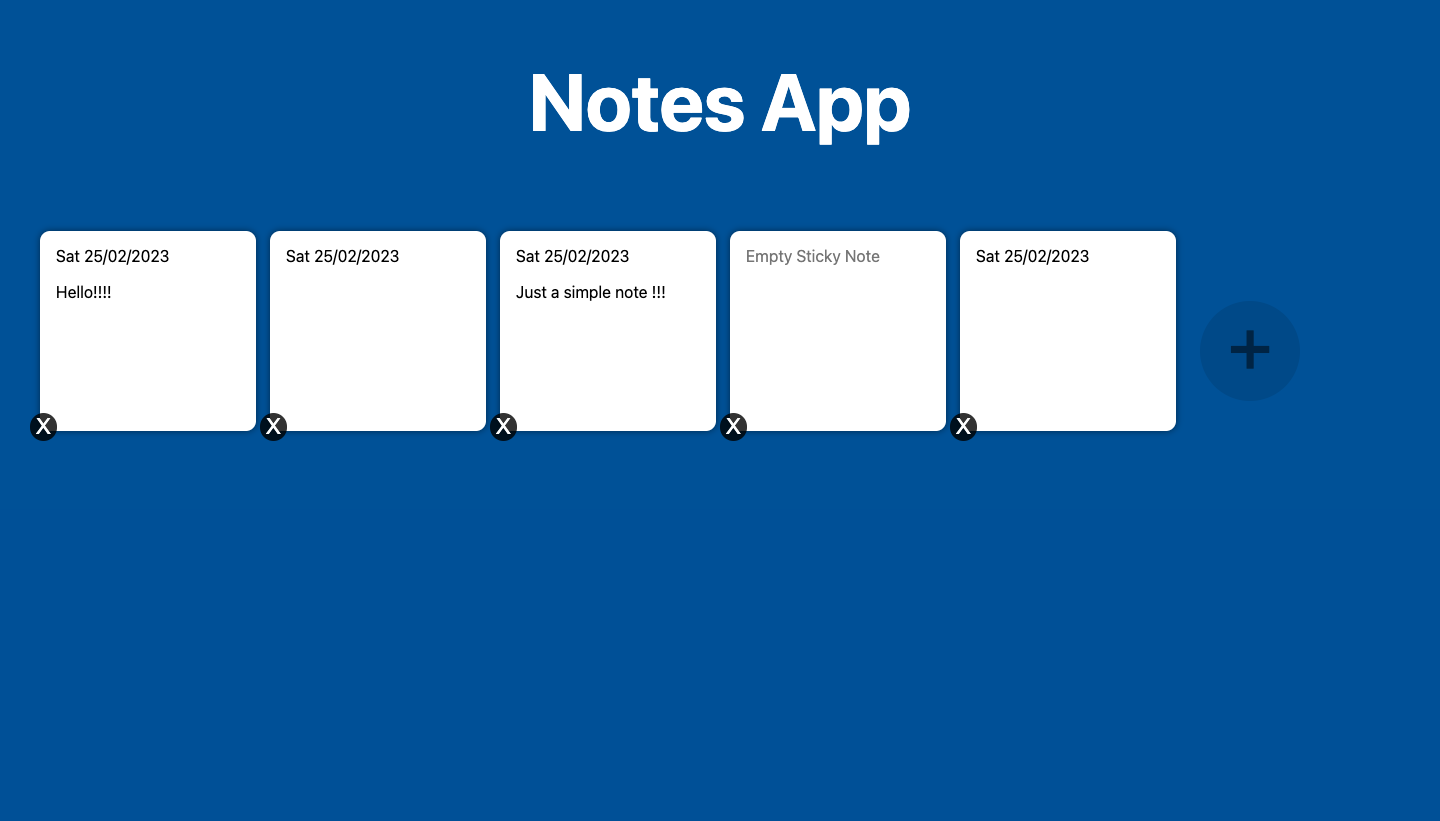 Notes App
Sat 25/02/2023
Hello!!!!
X
Sat 25/02/2023
X
Sat 25/02/2023
Just a simple note !!!
X
Empty Sticky Note
X
Sat 25/02/2023
X
+